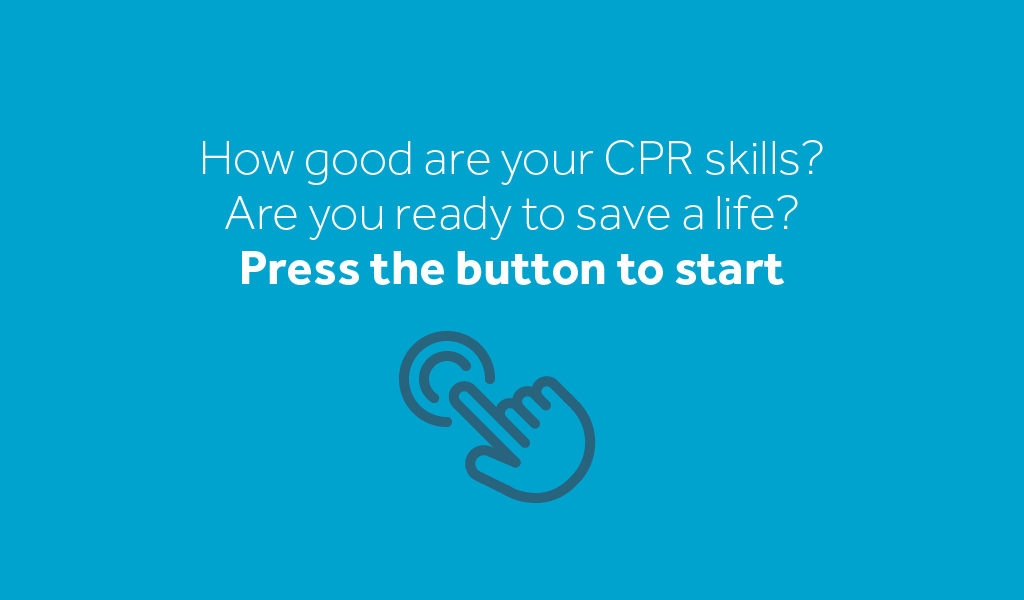 How good are your CPR skills?
Are you ready to save a life?
Press the button to start